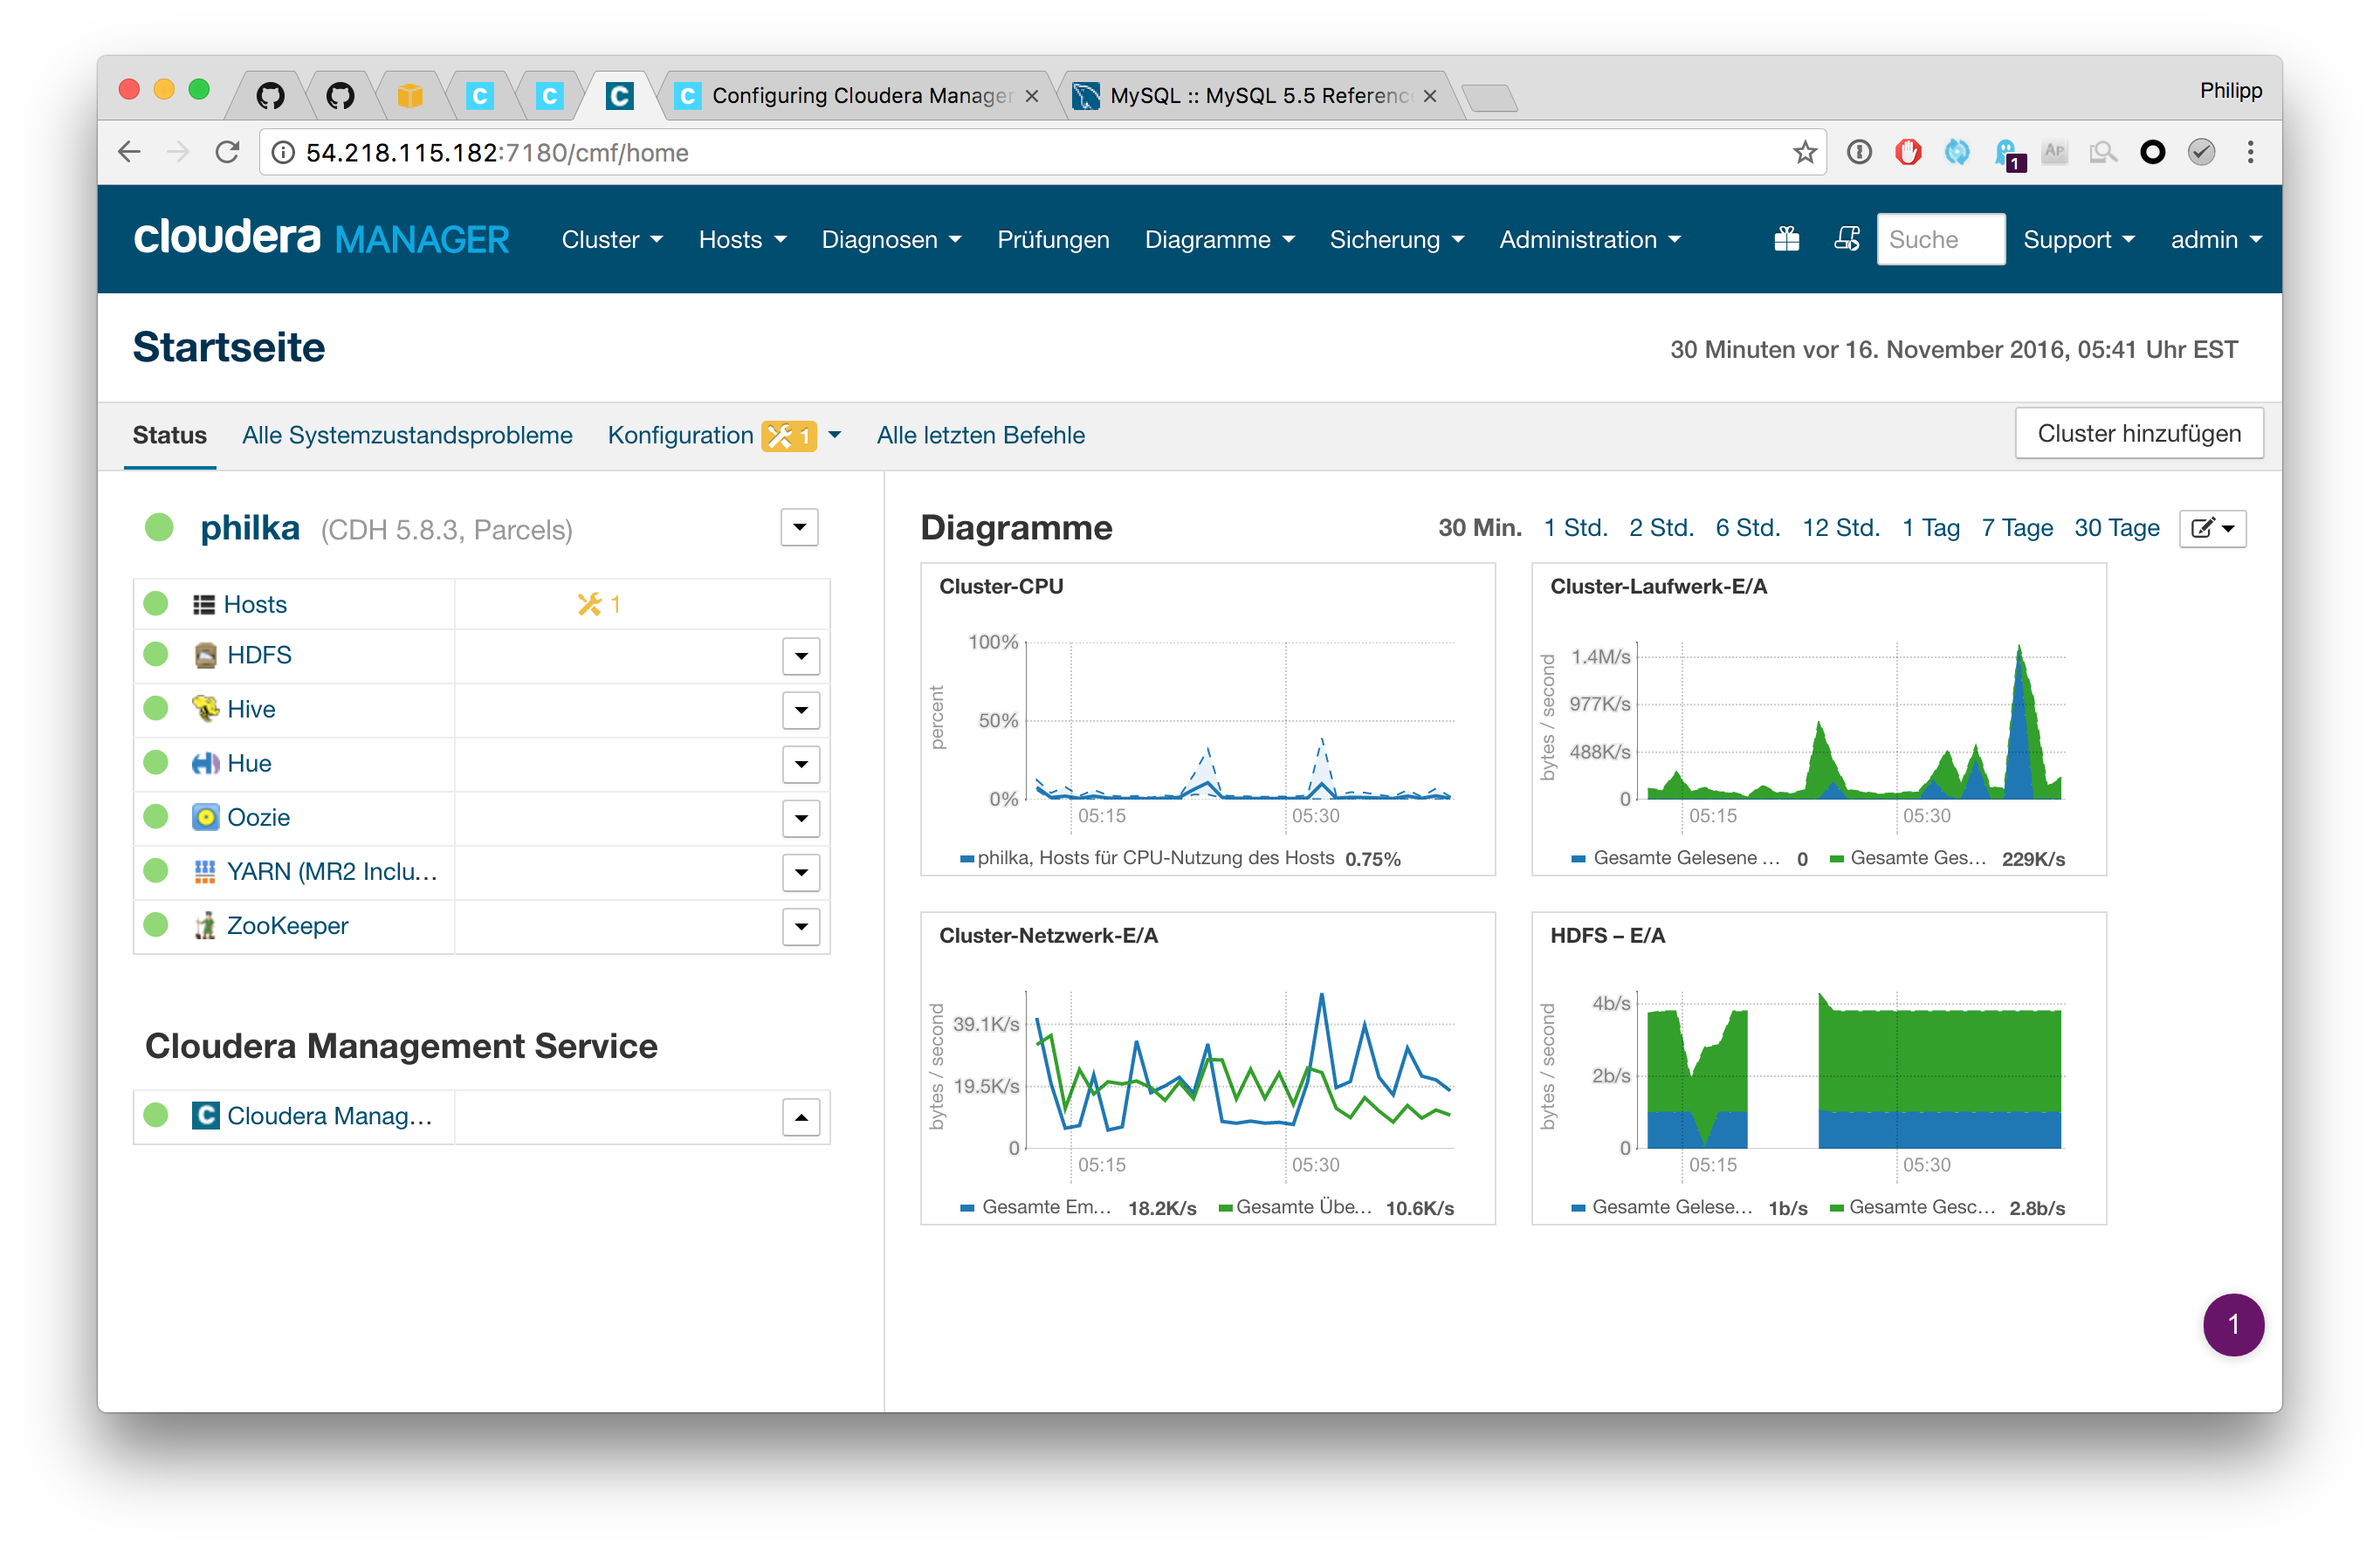 Configuring Cloudera Manager
MySQL :: MySQL 5.5 Reference
Philipp
54.218.115.182:7180/cmf/home
1
AP
cloudera MANAGER
Cluster
Hosts
Diagnosen
Prüfungen
Diagramme
Sicherung
Administration
Suche
Support
admin
Startseite
30 Minuten vor 16. November 2016, 05:41 Uhr EST
Status
Alle Systemzustandsprobleme
Konfiguration 1
Alle letzten Befehle
Cluster hinzufügen
philka (CDH 5.8.3, Parcels)
Hosts
1
HDFS
Hive
Hue
Oozie
YARN (MR2 Inclu...
ZooKeeper
Cloudera Management Service
C Cloudera Manag...
Diagramme
30 Min. 1 Std. 2 Std. 6 Std. 12 Std. 1 Tag 7 Tage 30 Tage
Cluster-CPU
percent
100%
50%
0%
05:15
05:30
philka, Hosts für CPU-Nutzung des Hosts 0.75%
Cluster-Laufwerk-E/A
bytes / second
1.4M/s
977K/s
488K/s
0
05:15
05:30
Gesamte Gelesene ... 0
Gesamte Ges... 229K/s
Cluster-Netzwerk-E/A
bytes / second
39.1K/s
19.5K/s
0
05:15
05:30
Gesamte Em... 18.2K/s
Gesamte Übe... 10.6K/s
HDFS – E/A
bytes / second
4b/s
2b/s
0
05:15
05:30
Gesamte Gelese... 1b/s
Gesamte Gesc... 2.8b/s
1